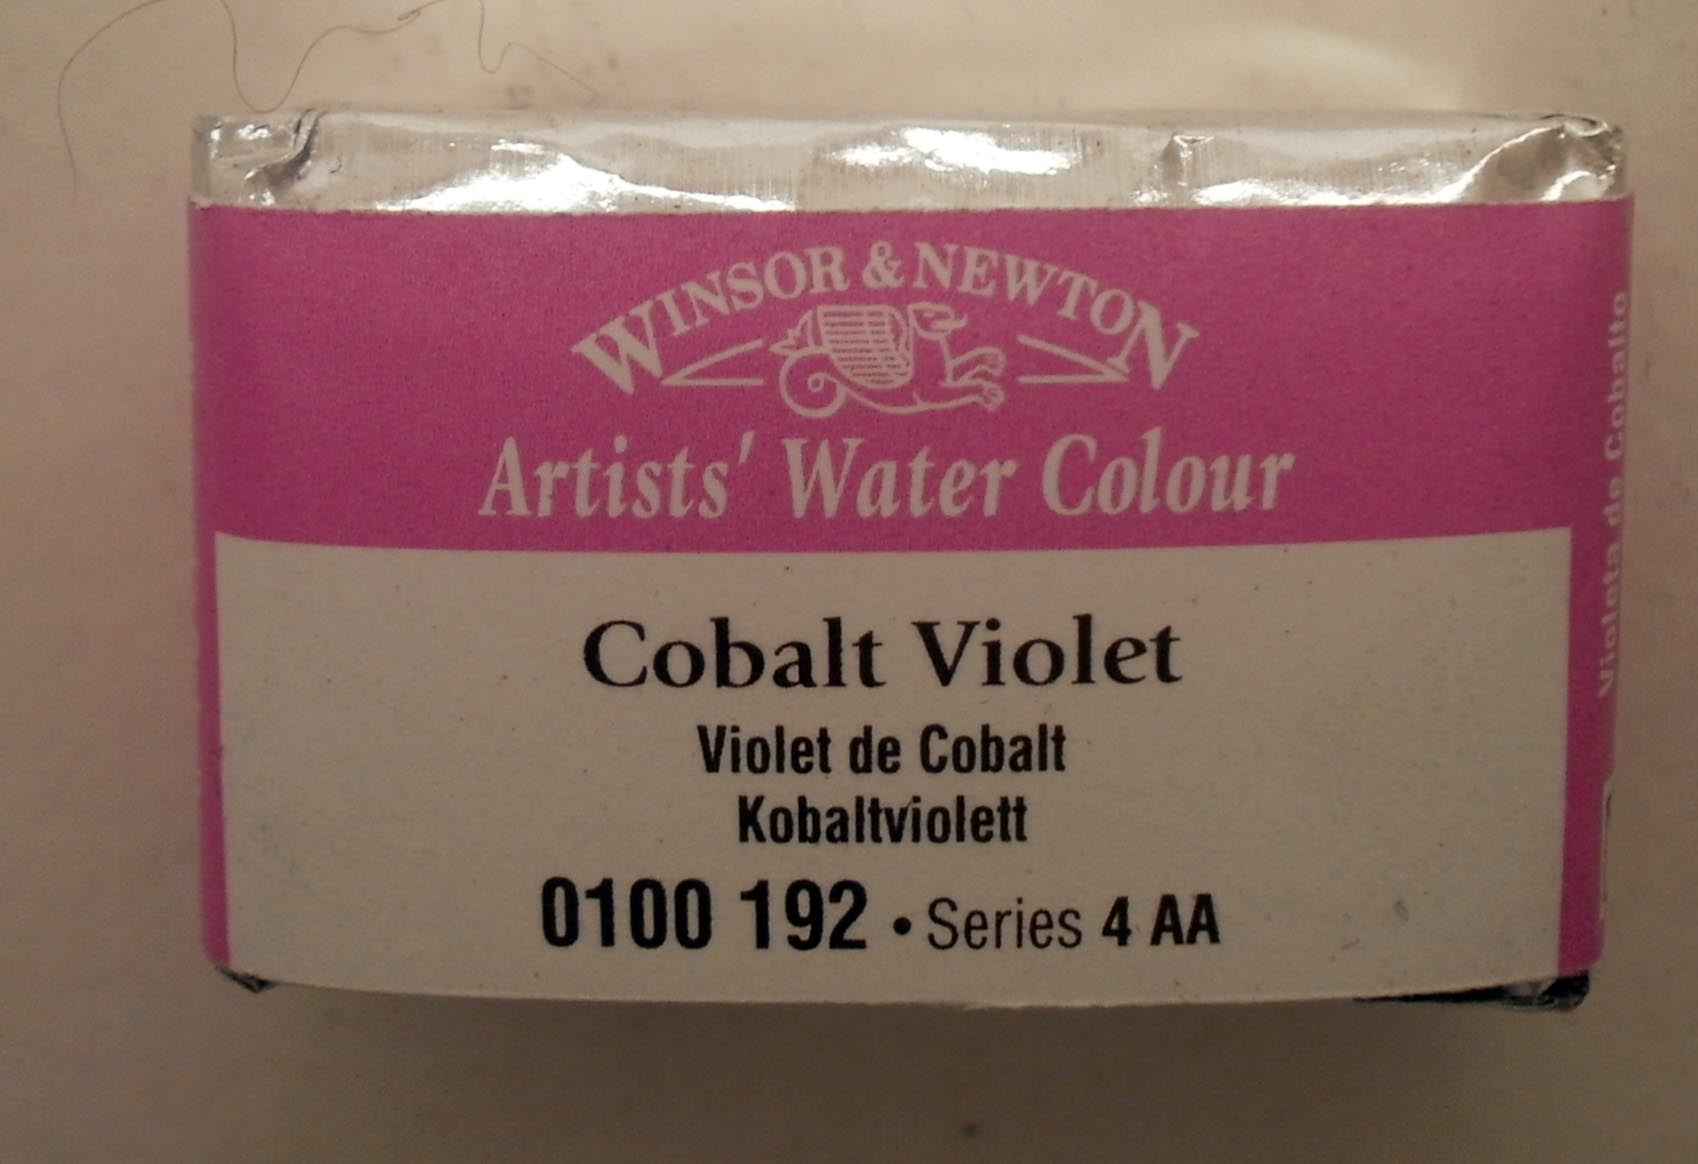 WINSOR & NEWTON
Artists' Water Colour
Cobalt Violet
Violet de Cobalt
Kobaltviolett
0100 192 • Series 4 AA
Violeta de Cobalto